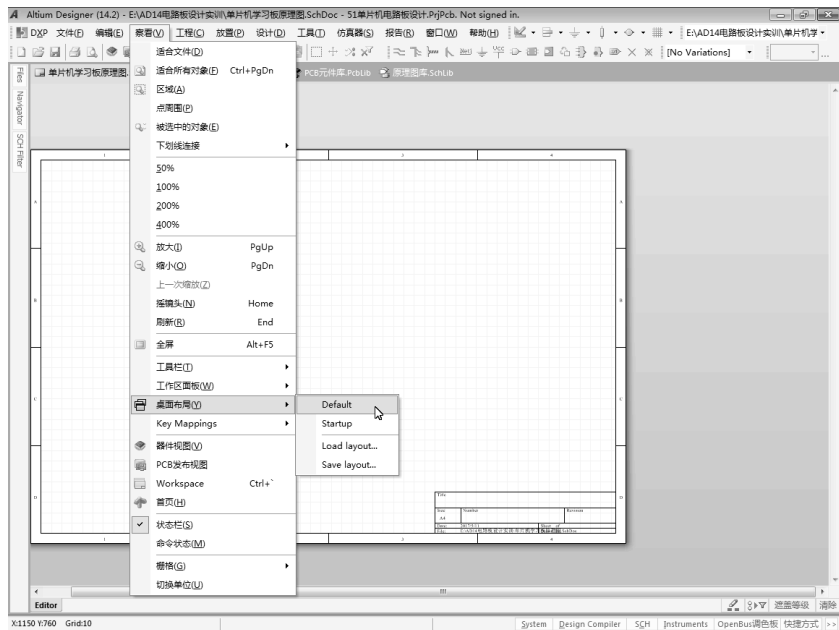 Altium Designer (14.2) - E:\AD14电路板设计实训\单片机学习板原理图.SchDoc - 51单片机电路板设计.PrjPcb. Not signed in.
DXP 文件(F) 编辑(E) 察看(V) 工程(C) 放置(P) 设计(D) 工具(T) 仿真器(S) 报告(R) 窗口(W) 帮助(H) E:\AD14电路板设计实训\单片机学
[No Variations]
单片机学习板原理图. PCB元件库.PcbLib 原理图库.SchLib
Files
Navigator
SCH Filter
适合文件(D)
适合所有对象(F) Ctrl+PgDn
区域(A)
点周围(P)
被选中的对象(E)
下划线连接
50%
100%
200%
400%
放大(I) PgUp
缩小(O) PgDn
上一次缩放(Z)
摇镜头(N) Home
刷新(R) End
全屏 Alt+F5
工具栏(T)
工作区面板(W)
桌面布局(Y)
Key Mappings
器件视图(V)
PCB发布视图
Workspace Ctrl+`
首页(H)
状态栏(S)
命令状态(M)
栅格(G)
切换单位(U)
Default
Startup
Load layout...
Save layout...
1 3 4
A A
B B
C C
D D
Title
Size Number Revision
A4
Date: Sheet of
File:
1 3 4
Editor 遮盖等级 清除
X:1150 Y:760 Grid:10 System Design Compiler SCH Instruments OpenBus调色板 快捷方式 >>